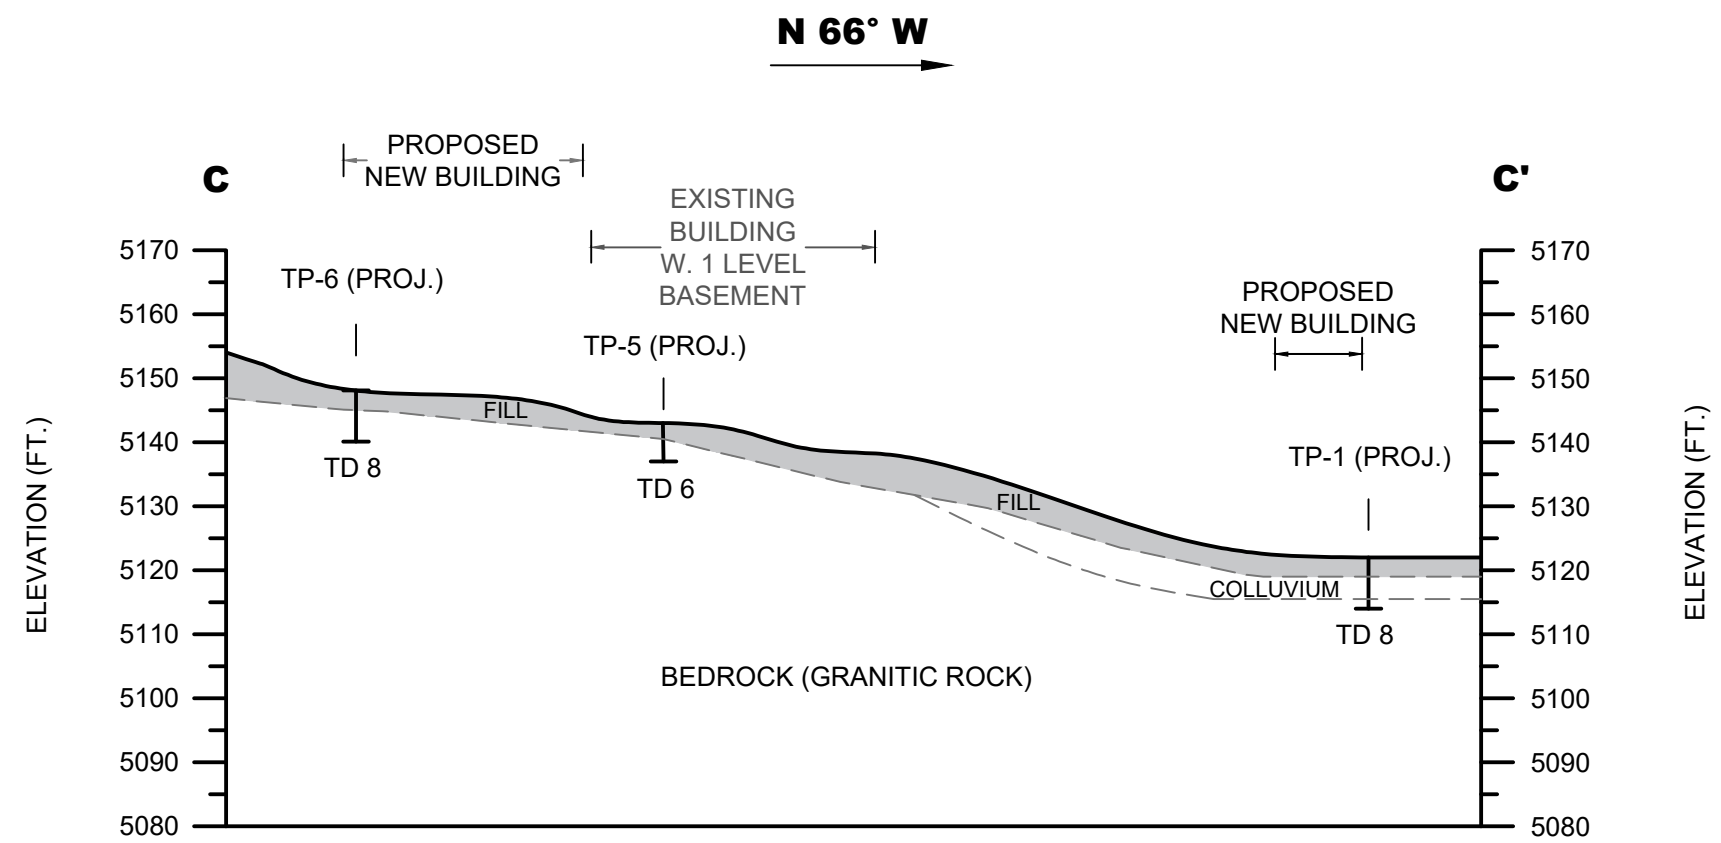 N 66° W
PROPOSED
NEW BUILDING
C
C'
EXISTING
BUILDING
W. 1 LEVEL
BASEMENT
TP-6 (PROJ.)
TP-5 (PROJ.)
PROPOSED
NEW BUILDING
TP-1 (PROJ.)
ELEVATION (FT.)
5170
5160
5150
5140
5130
5120
5110
5100
5090
5080
FILL
TD 8
TD 6
FILL
COLLUVIUM
TD 8
BEDROCK (GRANITIC ROCK)
5170
5160
5150
5140
5130
5120
5110
5100
5090
5080
ELEVATION (FT.)